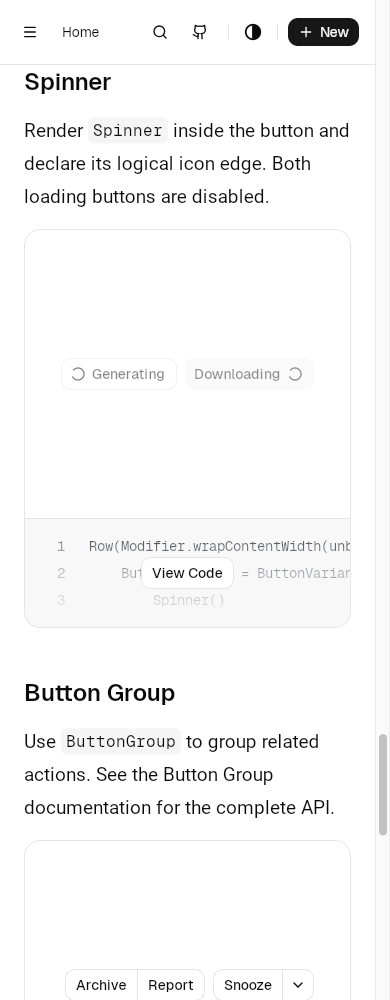 Home
New
Spinner
Render Spinner inside the button and
declare its logical icon edge. Both
loading buttons are disabled.
Generating
Downloading
1 Row(Modifier.wrapContentWidth(unb
2 But View Code = ButtonVarian
3 Spinner()
Button Group
Use ButtonGroup to group related
actions. See the Button Group
documentation for the complete API.
Archive
Report
Snooze